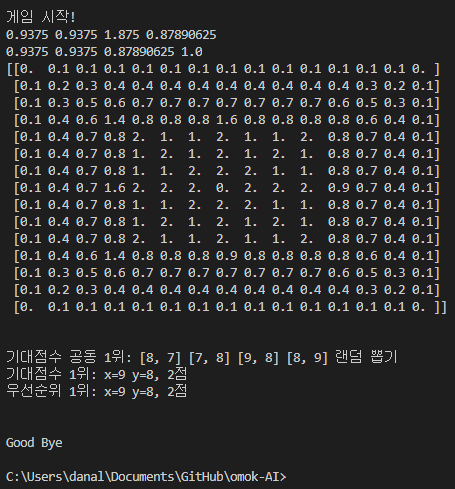 게임 시작!
0.9375 0.9375 1.875 0.87890625
0.9375 0.9375 0.87890625 1.0
[[0.  0.1 0.1 0.1 0.1 0.1 0.1 0.1 0.1 0.1 0.1 0.1 0.1 0.1 0. ]
 [0.1 0.2 0.3 0.4 0.4 0.4 0.4 0.4 0.4 0.4 0.4 0.4 0.3 0.2 0.1]
 [0.1 0.3 0.5 0.6 0.7 0.7 0.7 0.7 0.7 0.7 0.7 0.6 0.5 0.3 0.1]
 [0.1 0.4 0.6 1.4 0.8 0.8 0.8 1.6 0.8 0.8 0.8 0.8 0.6 0.4 0.1]
 [0.1 0.4 0.7 0.8 2.  1.  1.  2.  1.  1.  2.  0.8 0.7 0.4 0.1]
 [0.1 0.4 0.7 0.8 1.  2.  1.  2.  1.  2.  1.  0.8 0.7 0.4 0.1]
 [0.1 0.4 0.7 0.8 1.  1.  2.  2.  2.  1.  1.  0.8 0.7 0.4 0.1]
 [0.1 0.4 0.7 1.6 2.  2.  2.  0.  2.  2.  2.  0.9 0.7 0.4 0.1]
 [0.1 0.4 0.7 0.8 1.  1.  2.  2.  2.  1.  1.  0.8 0.7 0.4 0.1]
 [0.1 0.4 0.7 0.8 1.  2.  1.  2.  1.  2.  1.  0.8 0.7 0.4 0.1]
 [0.1 0.4 0.7 0.8 2.  1.  1.  2.  1.  1.  2.  0.8 0.7 0.4 0.1]
 [0.1 0.4 0.6 1.4 0.8 0.8 0.8 0.9 0.8 0.8 0.8 0.8 0.6 0.4 0.1]
 [0.1 0.3 0.5 0.6 0.7 0.7 0.7 0.7 0.7 0.7 0.7 0.6 0.5 0.3 0.1]
 [0.1 0.2 0.3 0.4 0.4 0.4 0.4 0.4 0.4 0.4 0.4 0.4 0.3 0.2 0.1]
 [0.  0.1 0.1 0.1 0.1 0.1 0.1 0.1 0.1 0.1 0.1 0.1 0.1 0.1 0. ]]
기대점수 공동 1위: [8, 7] [7, 8] [9, 8] [8, 9] 랜덤 뽑기
기대점수 1위: x=9 y=8, 2점
우선순위 1위: x=9 y=8, 2점
Good Bye
C:\Users\danal\Documents\GitHub\omok-AI>